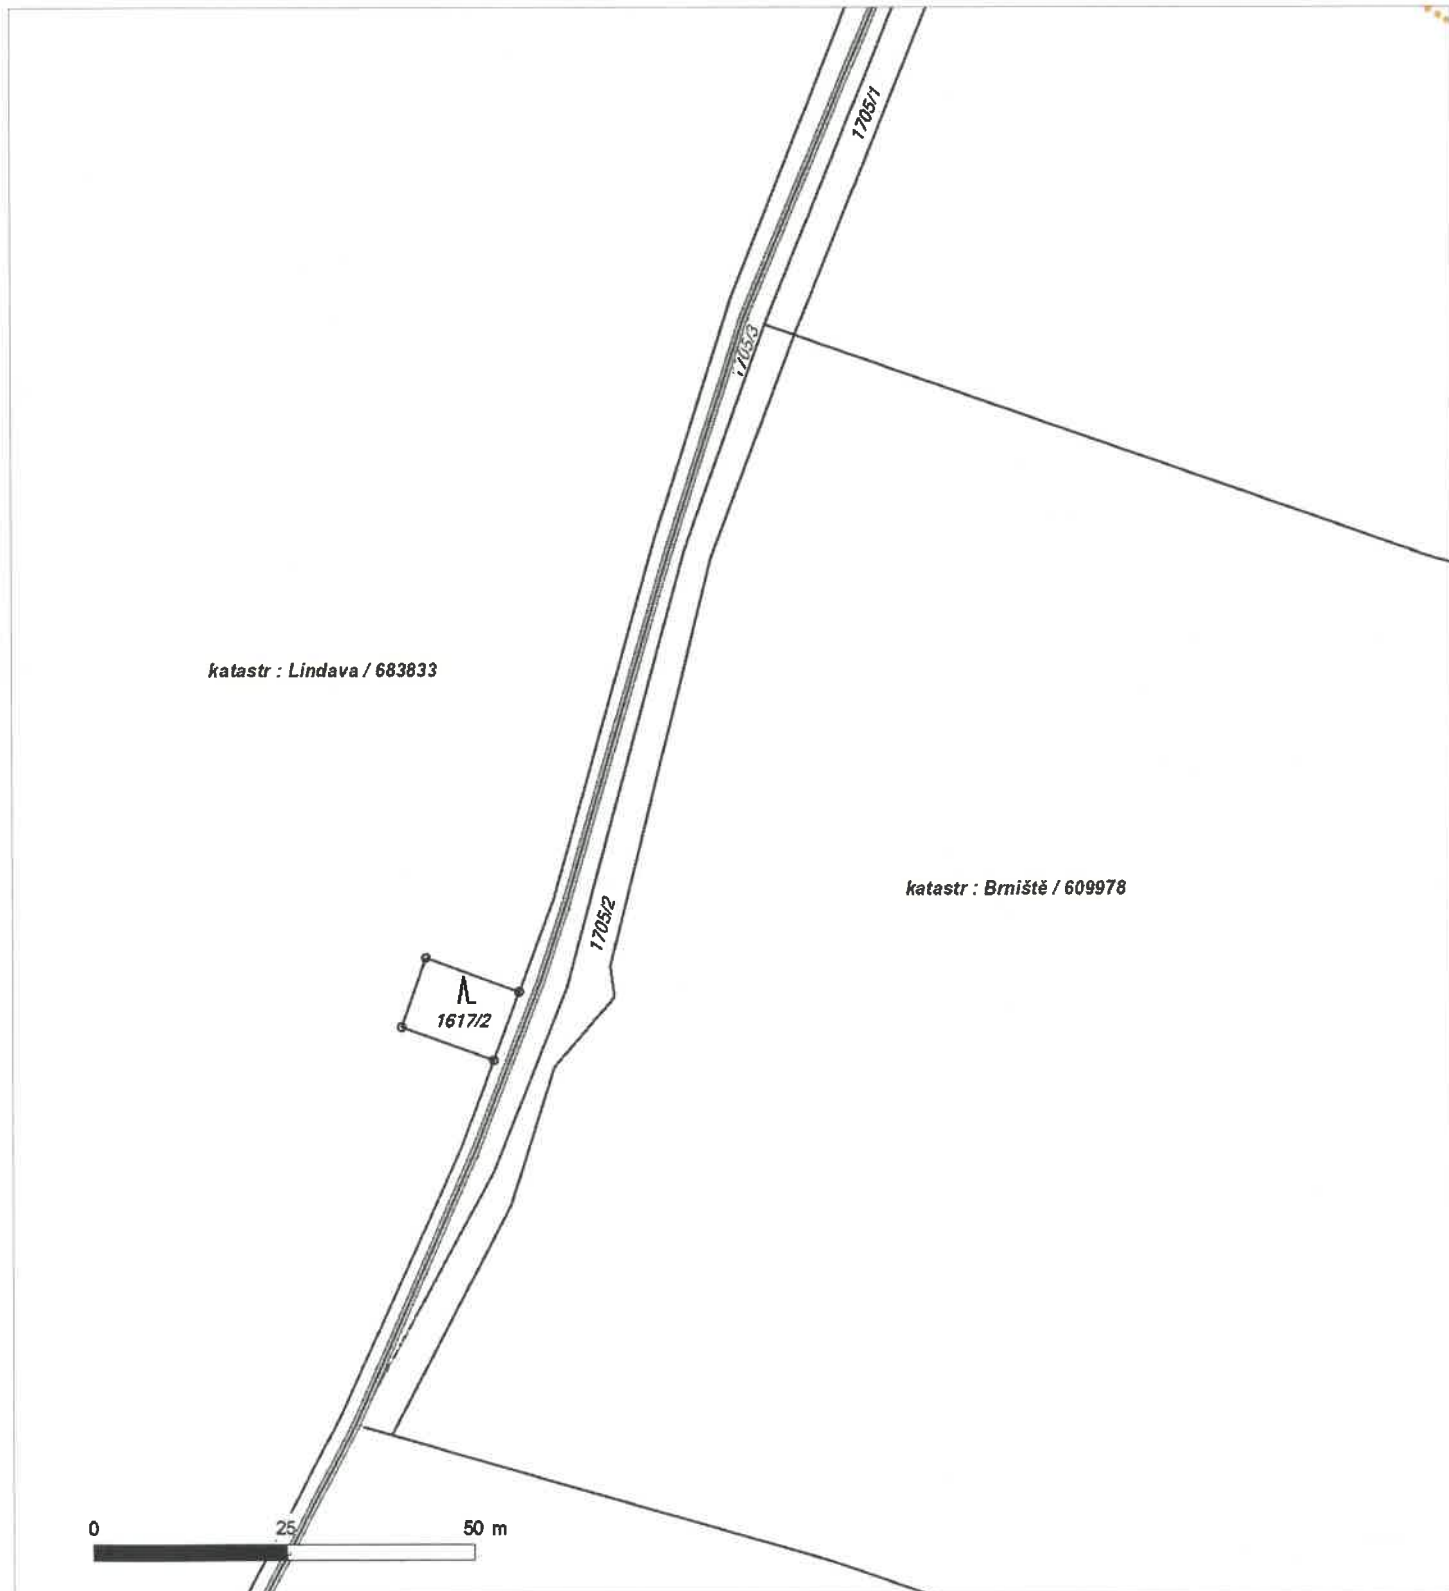 1705/1
1705/3
katastr : Lindava / 683833
katastr : Brniště / 609978
1705/2
1617/2
0 25 50 m